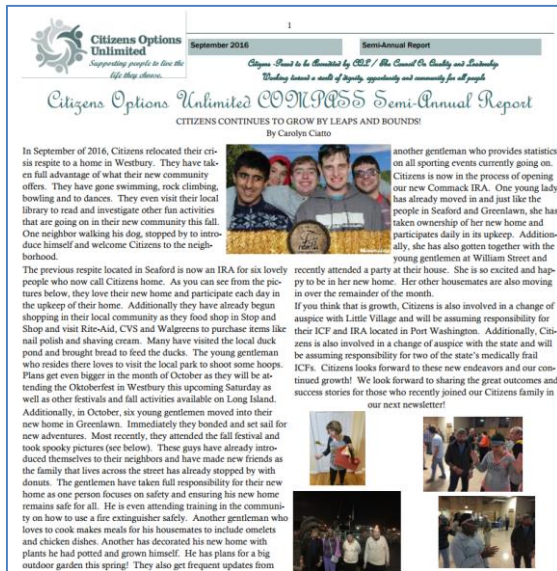 1
Citizens Options
Unlimited
Supporting people to live the
life they choose.
September 2016
Semi-Annual Report
Citizens -Proud to be Accredited by CQL / The Council On Quality and Leadership
Working toward a world of dignity, opportunity and community for all people
Citizens Options Unlimited COMPASS Semi-Annual Report
CITIZENS CONTINUES TO GROW BY LEAPS AND BOUNDS!
By Carolyn Ciatto
In September of 2016, Citizens relocated their cri-
sis respite to a home in Westbury. They have tak-
en full advantage of what their new community
offers. They have gone swimming, rock climbing,
bowling and to dances. They even visit their local
library to read and investigate other fun activities
that are going on in their new community this fall.
One neighbor walking his dog, stopped by to intro-
duce himself and welcome Citizens to the neigh-
borhood.
The previous respite located in Seaford is now an IRA for six lovely
people who now call Citizens home. As you can see from the pic-
tures below, they love their new home and participate each day in
the upkeep of their home. Additionally they have already begun
shopping in their local community as they food shop in Stop and
Shop and visit Rite-Aid, CVS and Walgreens to purchase items like
nail polish and shaving cream. Many have visited the local duck
pond and brought bread to feed the ducks. The young gentleman
who resides there loves to visit the local park to shoot some hoops.
Plans get even bigger in the month of October as they will be at-
tending the Oktoberfest in Westbury this upcoming Saturday as
well as other festivals and fall activities available on Long Island.
Additionally, in October, six young gentlemen moved into their
new home in Greenlawn. Immediately they bonded and set sail for
new adventures. Most recently, they attended the fall festival and
took spooky pictures (see below). These guys have already intro-
duced themselves to their neighbors and have made new friends as
the family that lives across the street has already stopped by with
donuts. The gentlemen have taken full responsibility for their new
home as one person focuses on safety and ensuring his new home
remains safe for all. He is even attending training in the communi-
ty on how to use a fire extinguisher safely. Another gentleman who
loves to cook makes meals for his housemates to include omelets
and chicken dishes. Another has decorated his new home with
plants he had potted and grown himself. He has plans for a big
outdoor garden this spring! They also get frequent updates from
another gentleman who provides statistics
on all sporting events currently going on.
Citizens is now in the process of opening
our new Commack IRA. One young lady
has already moved in and just like the
people in Seaford and Greenlawn, she has
taken ownership of her new home and
participates daily in its upkeep. Addition-
ally, she has also gotten together with the
young gentlemen at William Street and
recently attended a party at their house. She is so excited and hap-
py to be in her new home. Her other housemates are also moving
in over the remainder of the month.
If you think that is growth, Citizens is also involved in a change of
auspice with Little Village and will be assuming responsibility for
their ICF and IRA located in Port Washington. Additionally, Citi-
zens is also involved in a change of auspice with the state and will
be assuming responsibility for two of the state's medically frail
ICFs. Citizens looks forward to these new endeavors and our con-
tinued growth! We look forward to sharing the great outcomes and
success stories for those who recently joined our Citizens family in
our next newsletter!